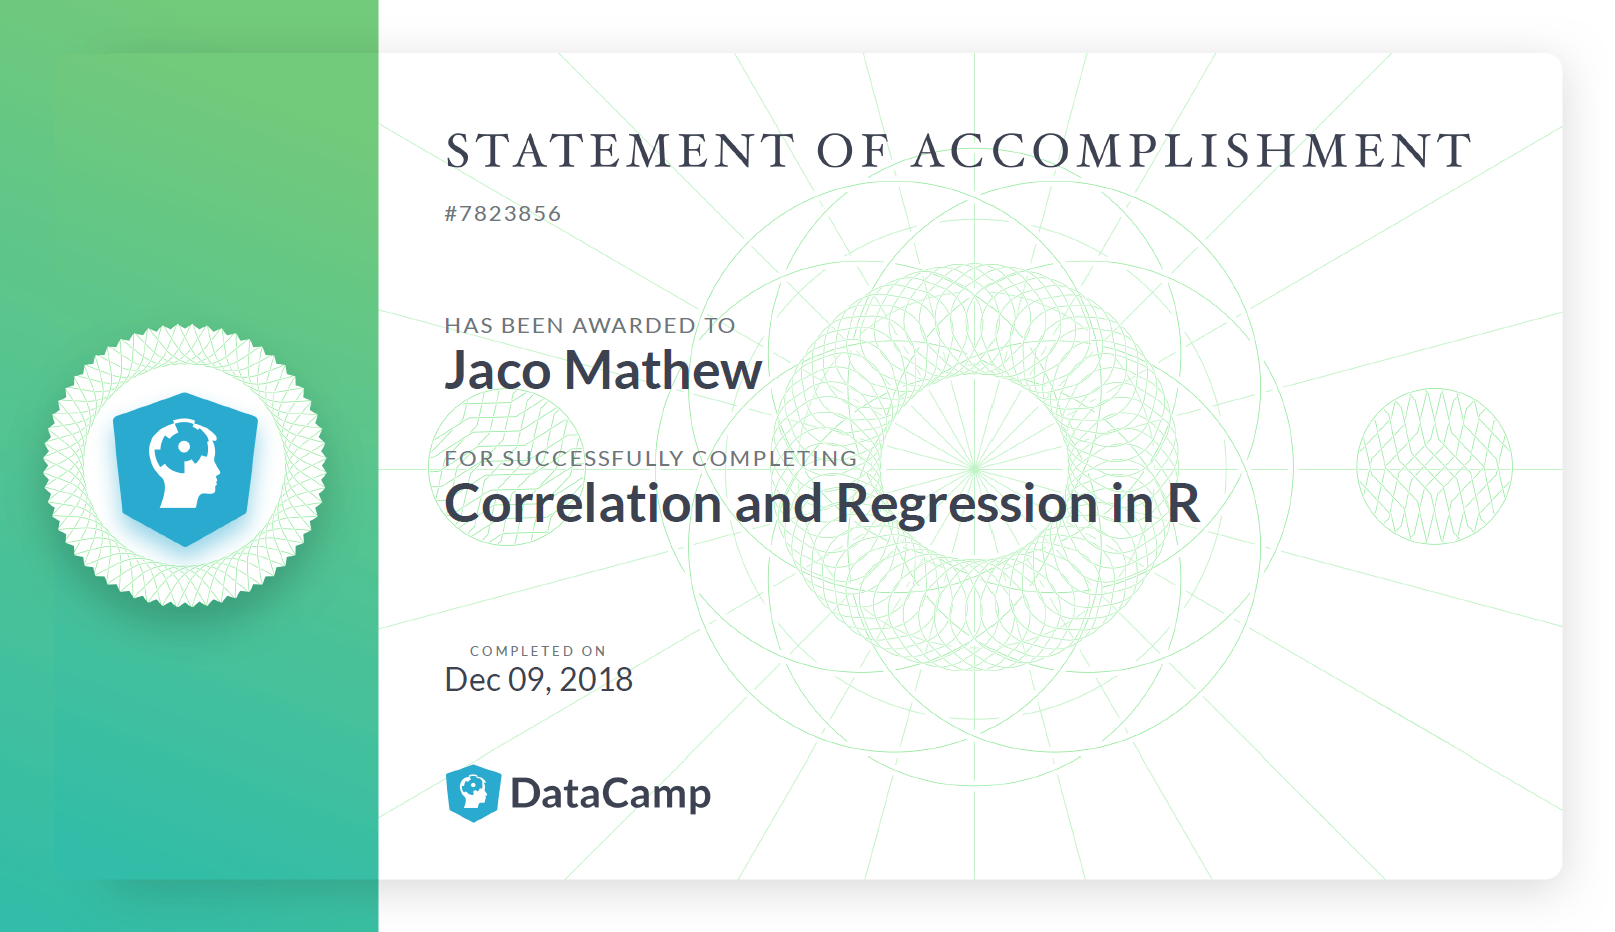 STATEMENT OF ACCOMPLISHMENT
#7823856
HAS BEEN AWARDED TO
Jaco Mathew
FOR SUCCESSFULLY COMPLETING
Correlation and Regression in R
COMPLETED ON
Dec 09, 2018
DataCamp